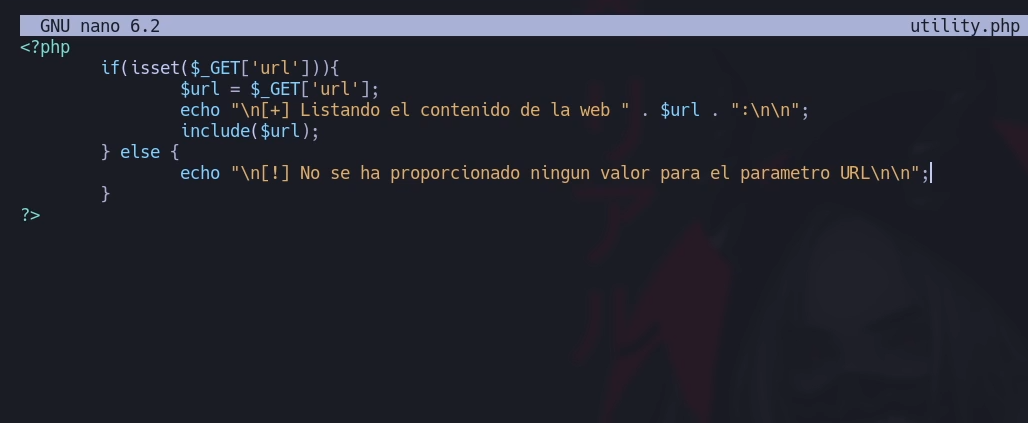 GNU nano 6.2 utility.php
<?php
if(isset($_GET['url'])){
$url = $_GET['url'];
echo "\n[+] Listando el contenido de la web " . $url . ":\n\n";
include($url);
} else {
echo "\n[!] No se ha proporcionado ningun valor para el parametro URL\n\n";
}
?>